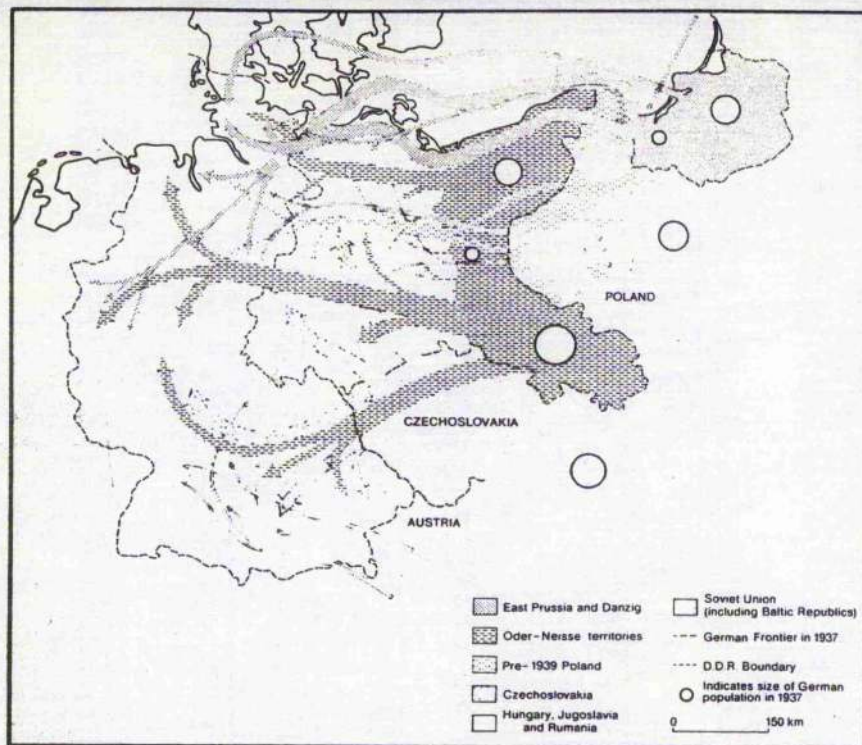 POLAND
CZECHOSLOVAKIA
AUSTRIA
East Prussia and Danzig
Oder-Neisse territories
Pre-1939 Poland
Czechoslovakia
Hungary, Jugoslavia
and Rumania
Soviet Union
(including Baltic Republics)
German Frontier in 1937
D.D.R. Boundary
Indicates size of German
population in 1937
0 150 km